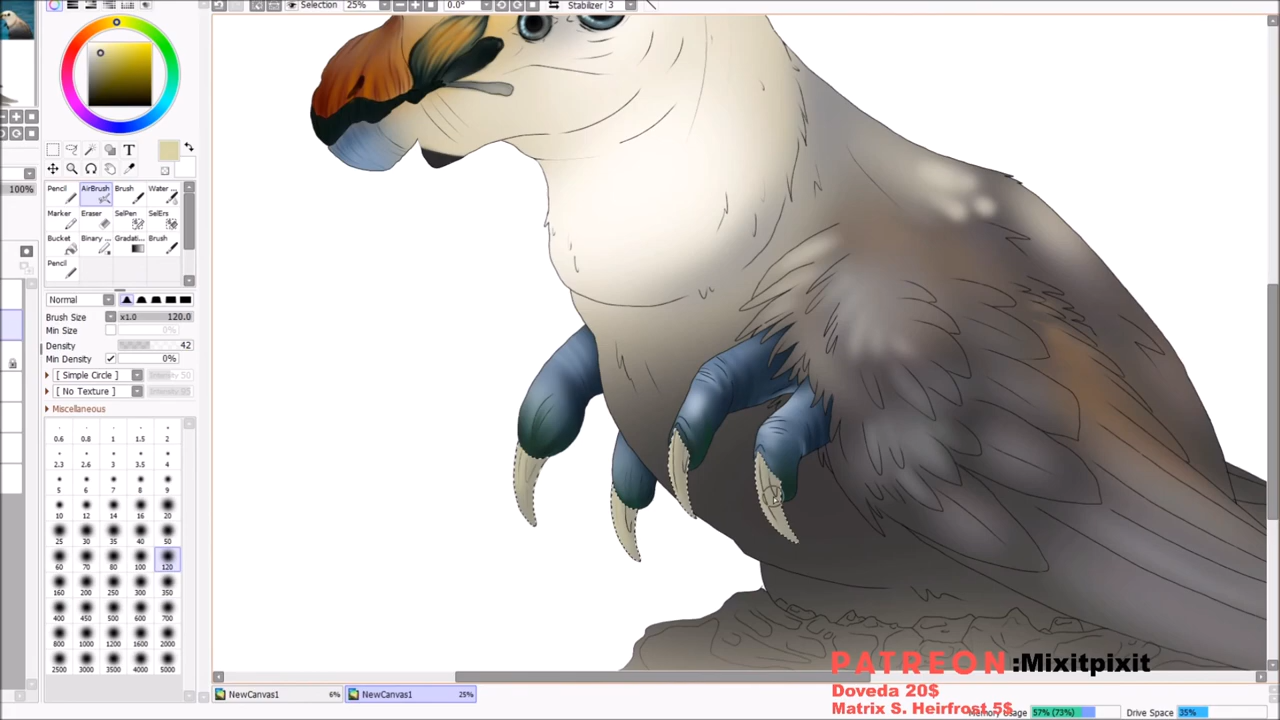 Selection 25% 0.0° Stabilizer 3
100%
Pencil AirBrush Brush Water ...
Marker Eraser SelPen SelErs
Bucket Binary ... Gradati... Brush
Pencil
Normal
Brush Size x1.0 120.0
Min Size 0%
Density 42
Min Density 0%
[ Simple Circle ] Intensity 50
[ No Texture ]
Miscellaneous
0.6 0.8 1 1.5 2
2.3 2.6 3 3.5 4
5 6 7 8 9
10 12 14 16 20
25 30 35 40 50
60 70 80 100 120
160 200 250 300 350
400 450 500 600 700
800 1000 1200 1600 2000
2500 3000 3500 4000 5000
NewCanvas1 6% NewCanvas1 25%
PATREON :Mixitpixit
Doveda 20$
Matrix S. Heirfrost 5$
Memory Usage 57% (73%) Drive Space 35%